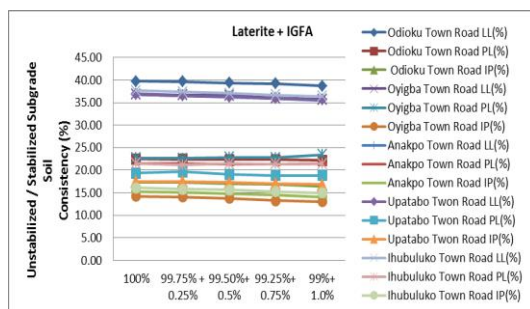 Laterite + IGFA
Unstabilized / Stabilized Subgrade
Soil
Consistency (%)
45.00
40.00
35.00
30.00
25.00
20.00
15.00
10.00
5.00
0.00
100% 99.75% + 99.50% + 99.25% + 99%+
0.25% 0.5% 0.75% 1.0%
Odioku Town Road LL(%)
Odioku Town Road PL(%)
Odioku Town Road IP(%)
Oyigba Town Road LL(%)
Oyigba Town Road PL(%)
Oyigba Town Road IP(%)
Anakpo Town Road LL(%)
Anakpo Town Road PL(%)
Anakpo Town Road IP(%)
Upatabo Twon Road LL(%)
Upatabo Twon Road PL(%)
Upatabo Twon Road IP(%)
Ihubuluko Town Road LL(%)
Ihubuluko Town Road PL(%)
Ihubuluko Town Road IP(%)